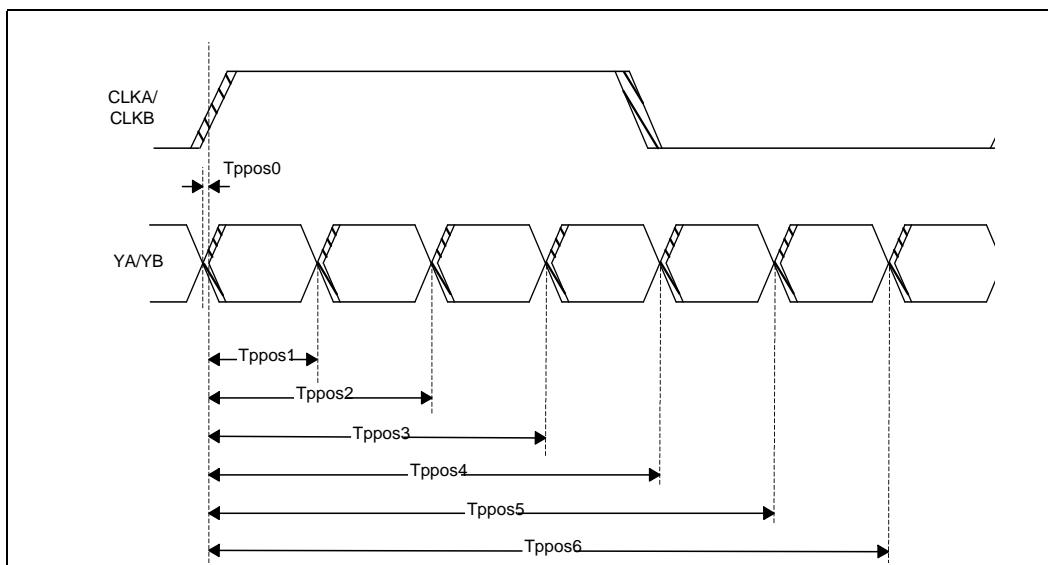 CLKA/
CLKB
Tppos0
YA/YB
Tppos1
Tppos2
Tppos3
Tppos4
Tppos5
Tppos6